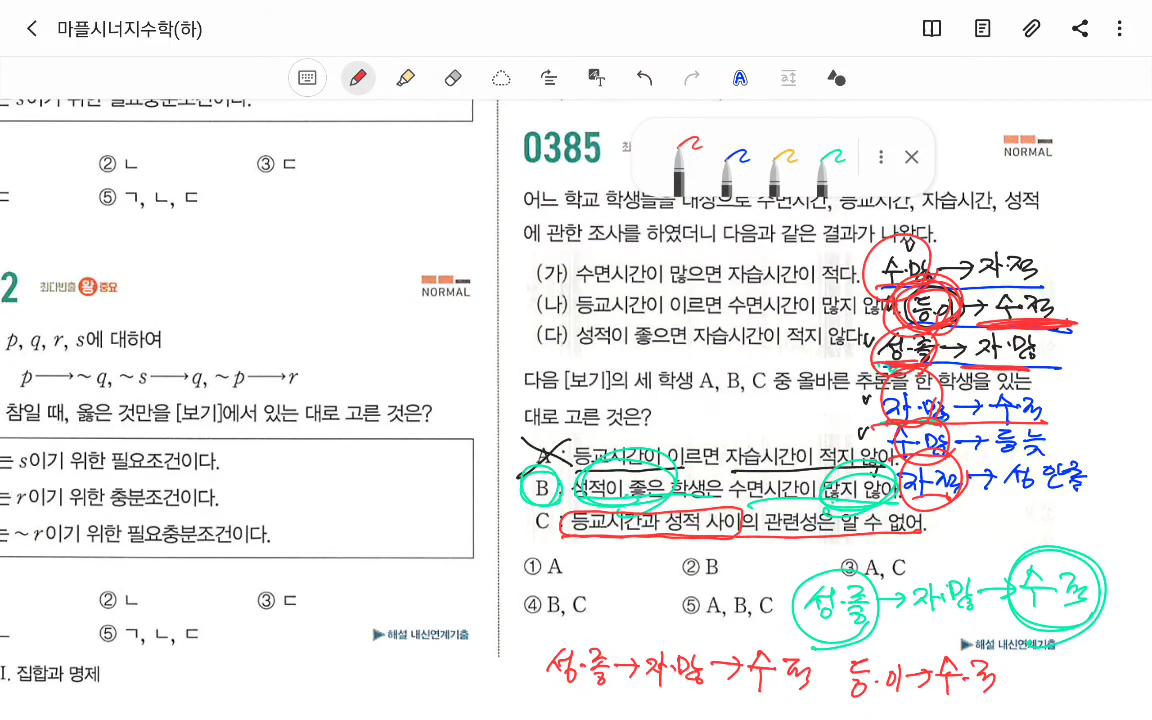 마플시너지수학(하)
② ㄴ
③ ㄷ
⑤ ㄱ, ㄴ, ㄷ
2 최다빈출 왕 중요
NORMAL
p, q, r, s에 대하여
p → ~q, ~s → q, ~p → r
참일 때, 옳은 것만을 [보기]에서 있는 대로 고른 것은?
는 s이기 위한 필요조건이다.
는 r이기 위한 충분조건이다.
는 ~r이기 위한 필요충분조건이다.
② ㄴ
③ ㄷ
⑤ ㄱ, ㄴ, ㄷ
▶ 해설 내신연계기출
I. 집합과 명제
0385
NORMAL
어느 학교 학생들을 대상으로 수면시간, 등교시간, 자습시간, 성적
에 관한 조사를 하였더니 다음과 같은 결과가 나왔다.
(가) 수면시간이 많으면 자습시간이 적다. 수·많 → 자·적
(나) 등교시간이 이르면 수면시간이 많지 않 (등·이) → 수·적
(다) 성적이 좋으면 자습시간이 적지 않다. 성·좋 → 자·많
다음 [보기]의 세 학생 A, B, C 중 올바른 추론을 한 학생을 있는
자·많 → 수·적
대로 고른 것은?
수·많 → 등·늦
A : 등교시간이 이르면 자습시간이 적지 않아.
B : 성적이 좋은 학생은 수면시간이 많지 않아. 자·적 → 성 안좋
C : 등교시간과 성적 사이의 관련성은 알 수 없어.
① A
② B
③ A, C
④ B, C
⑤ A, B, C
성·좋 → 자·많 → 수·적
▶ 해설 내신연계기출
성·좋 → 자·많 → 수·적
등·이 → 수·적